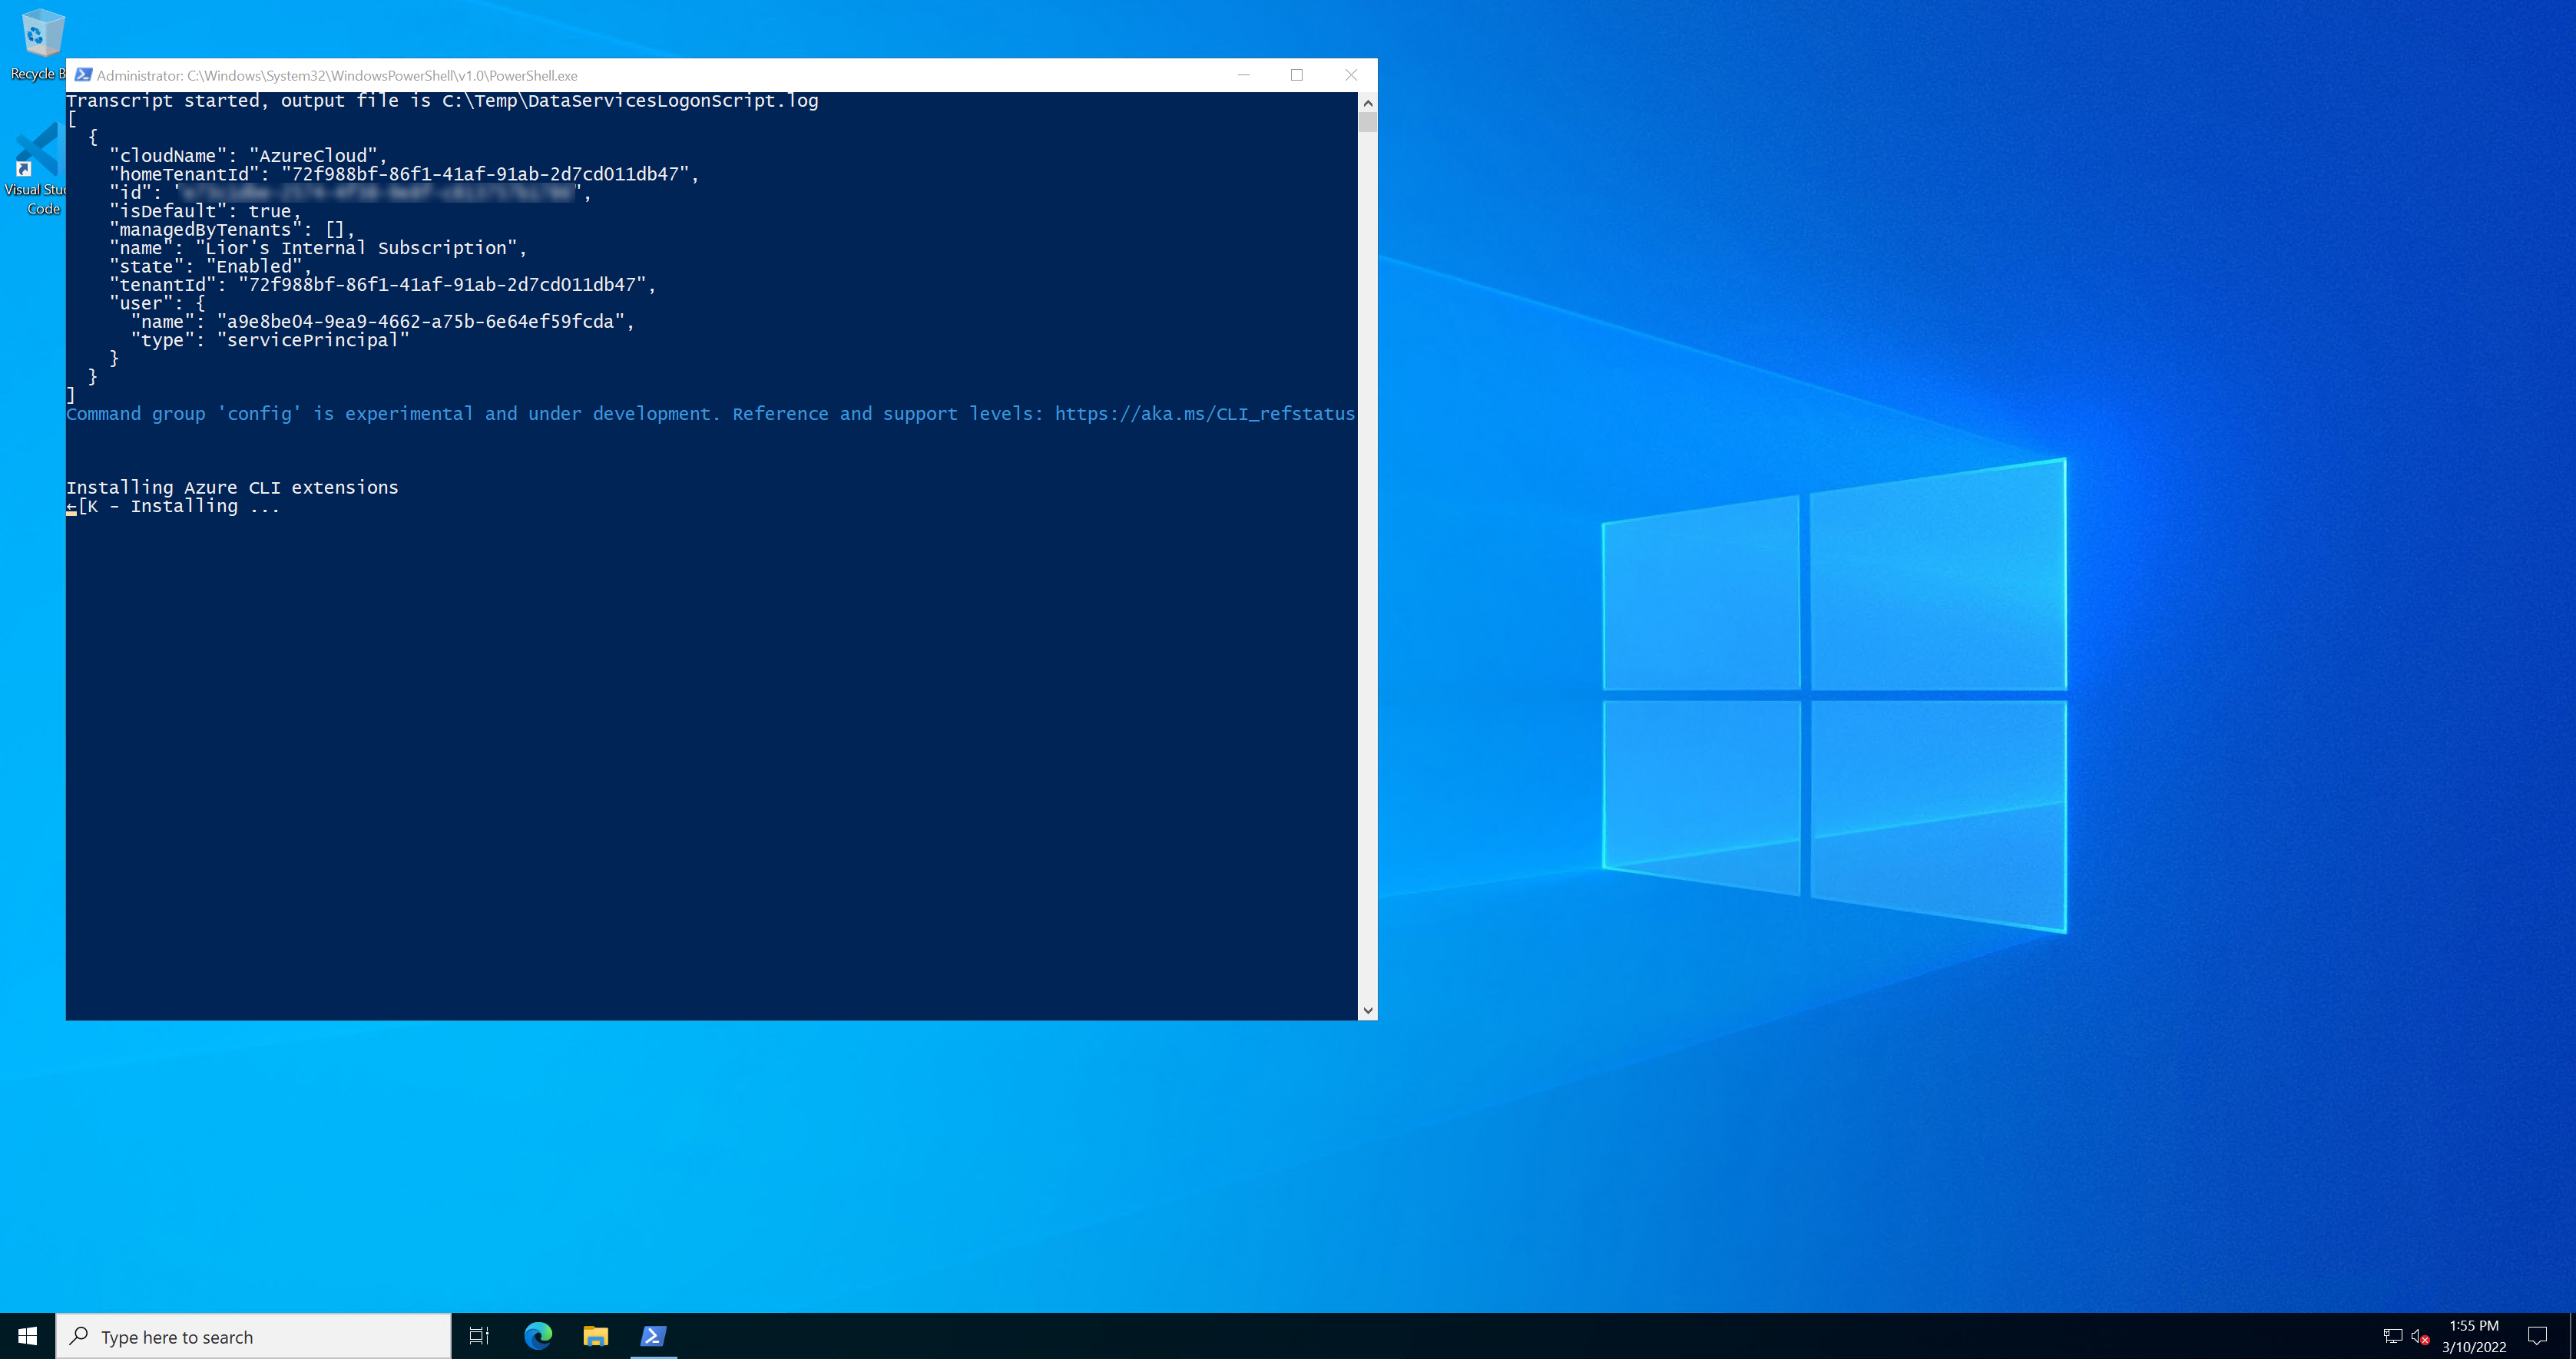 Recycle B
Visual Stu
Code
Administrator: C:\Windows\System32\WindowsPowerShell\v1.0\PowerShell.exe
Transcript started, output file is C:\Temp\DataServicesLogonScript.log
[
  {
    "cloudName": "AzureCloud",
    "homeTenantId": "72f988bf-86f1-41af-91ab-2d7cd011db47",
    "id": '",
    "isDefault": true,
    "managedByTenants": [],
    "name": "Lior's Internal Subscription",
    "state": "Enabled",
    "tenantId": "72f988bf-86f1-41af-91ab-2d7cd011db47",
    "user": {
      "name": "a9e8be04-9ea9-4662-a75b-6e64ef59fcda",
      "type": "servicePrincipal"
    }
  }
]
Command group 'config' is experimental and under development. Reference and support levels: https://aka.ms/CLI_refstatus
Installing Azure CLI extensions
←[K - Installing ...
Type here to search
1:55 PM
3/10/2022